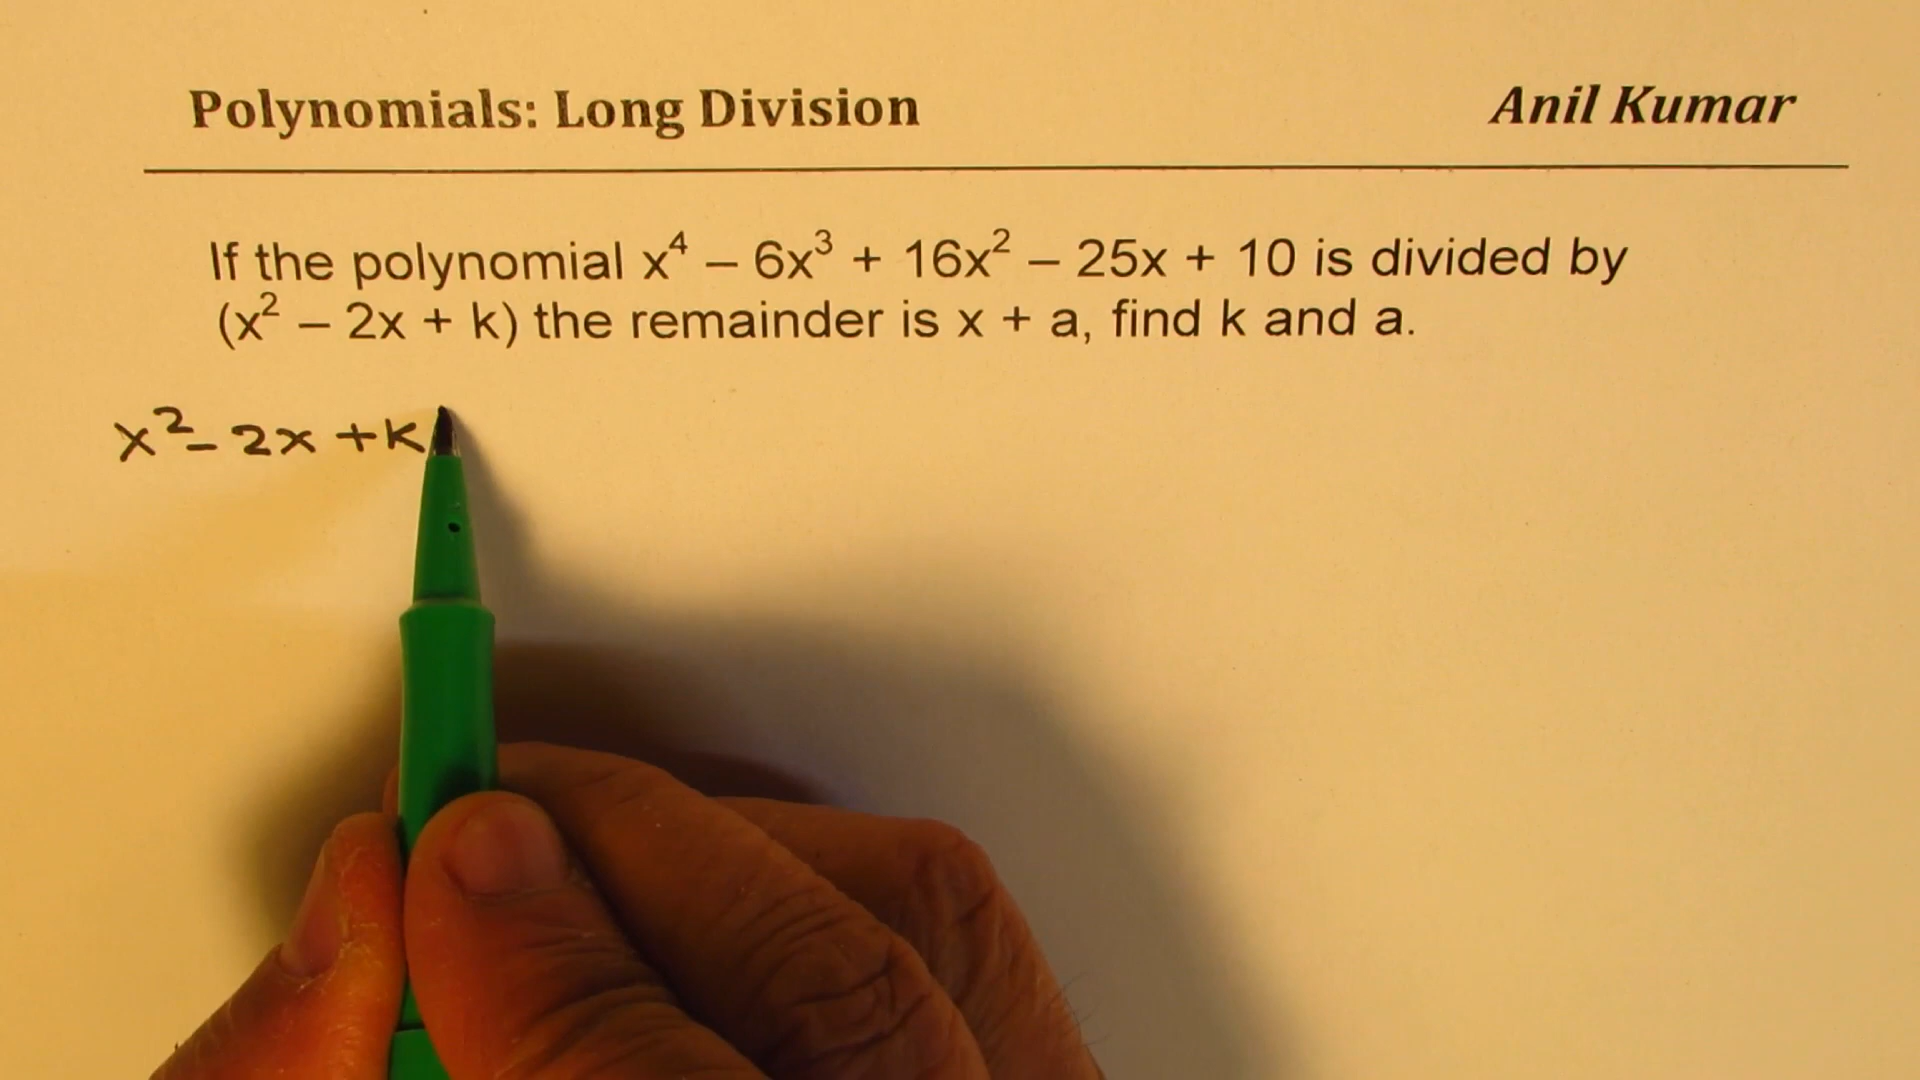 Polynomials: Long Division
Anil Kumar
If the polynomial x⁴ – 6x³ + 16x² – 25x + 10 is divided by
(x² – 2x + k) the remainder is x + a, find k and a.
x² - 2x + k